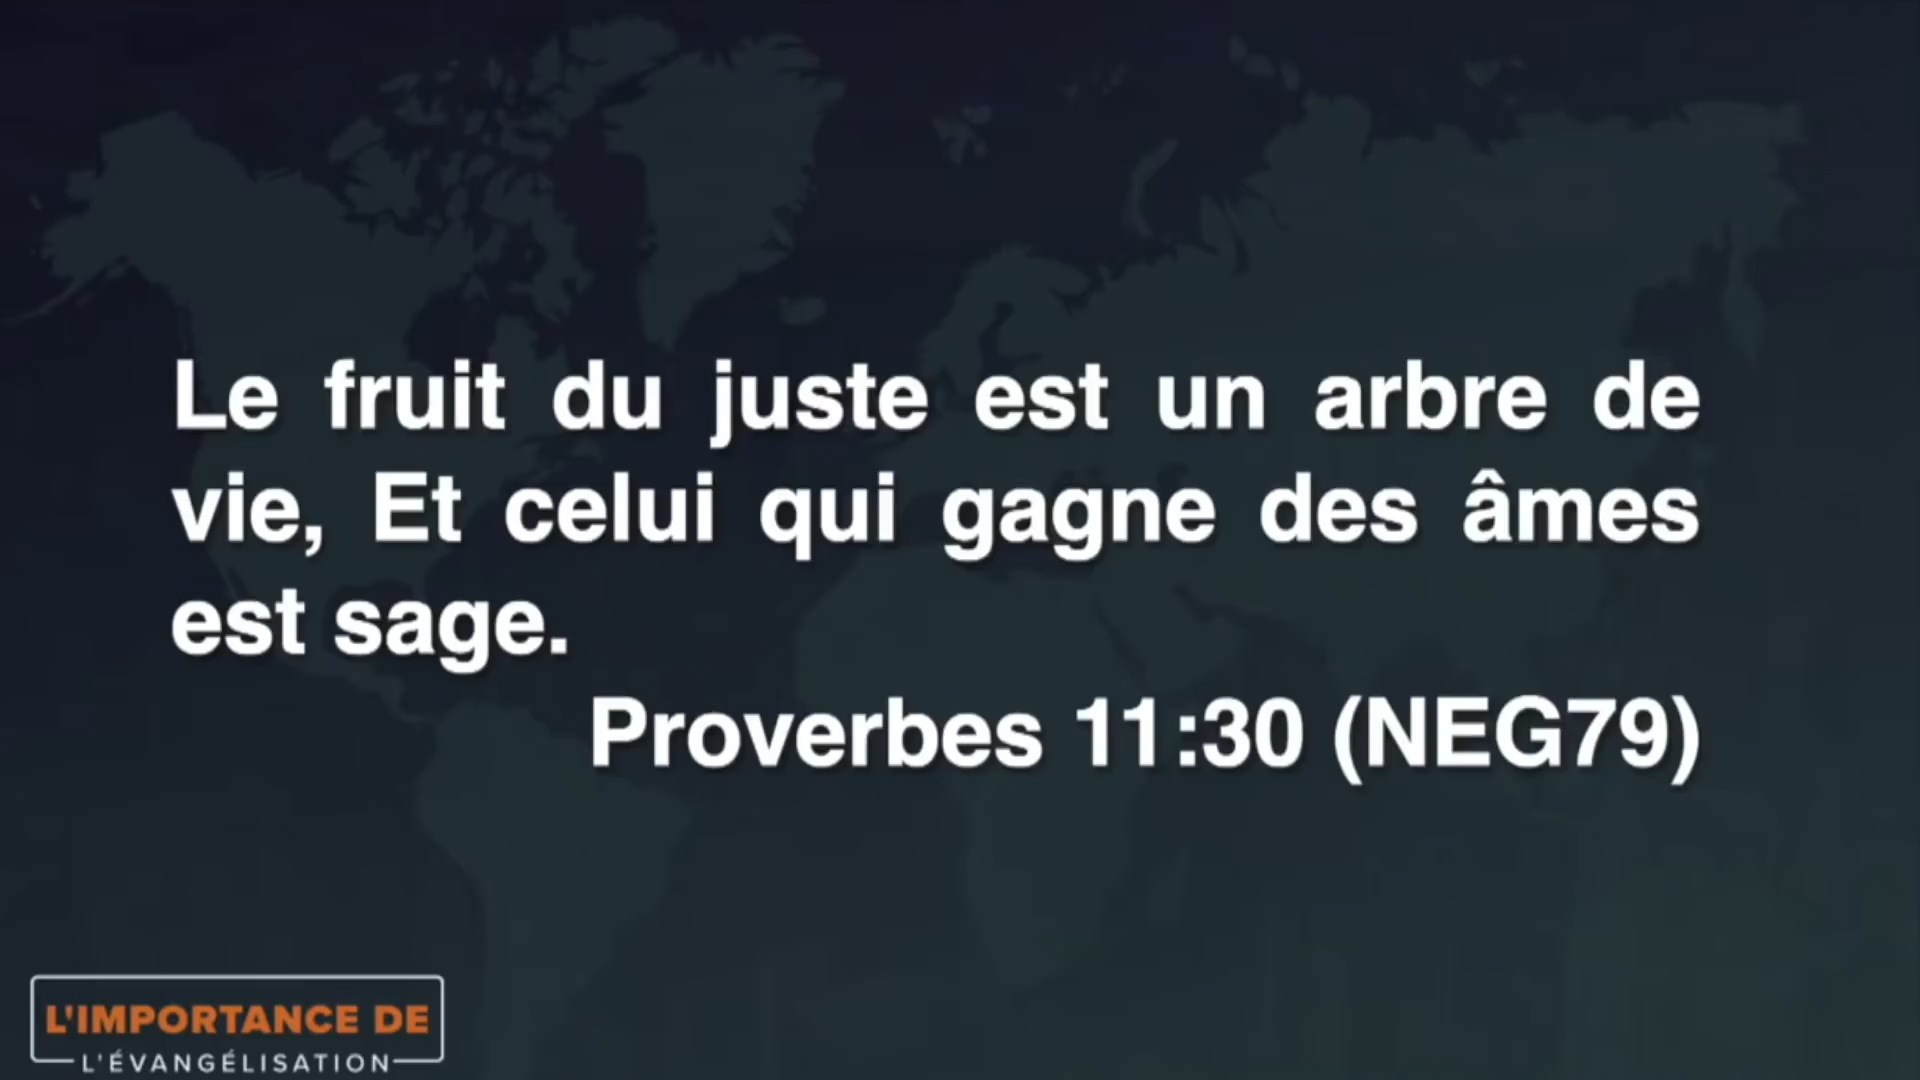 Le fruit du juste est un arbre de
vie, Et celui qui gagne des âmes
est sage.
Proverbes 11:30 (NEG79)
L'IMPORTANCE DE
L'ÉVANGÉLISATION